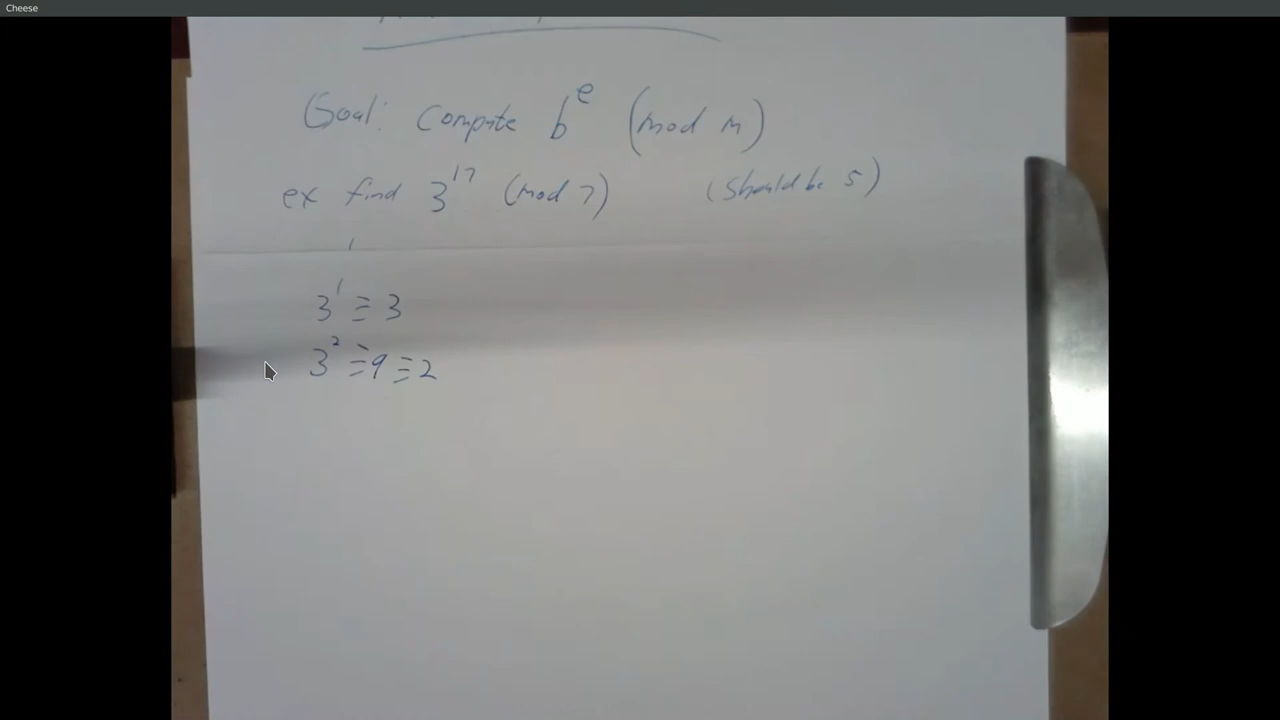 Cheese
Goal: Compute b^e (mod m)
ex find 3^17 (mod 7) (should be 5)
3^1 ≡ 3
3^2 ≡ 9 ≡ 2